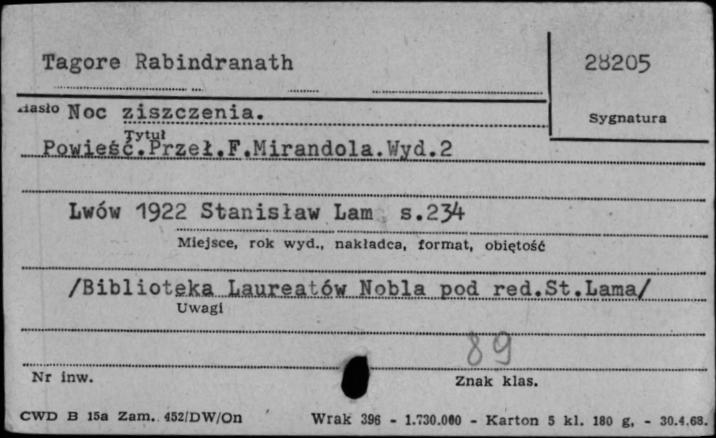 Tagore Rabindranath
28205
Hasło Noc ziszczenia.
Sygnatura
Tytuł
Powieść.Przeł.F.Mirandola.Wyd.2
Lwów 1922 Stanisław Lam s.234
Miejsce, rok wyd., nakładca, format, objętość
/Biblioteka Laureatów Nobla pod red.St.Lama/
Uwagi
89
Nr inw.
Znak klas.
CWD B 15a Zam. 452/DW/On Wrak 396 - 1.730.000 - Karton 5 kl. 180 g. - 30.4.68.